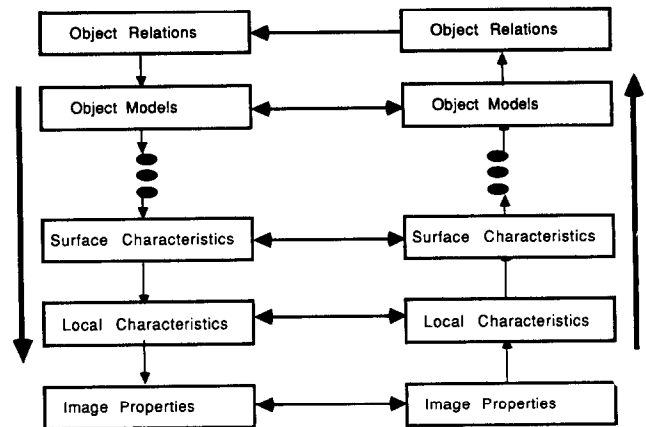 Object Relations
Object Relations
Object Models
Object Models
Surface Characteristics
Surface Characteristics
Local Characteristics
Local Characteristics
Image Properties
Image Properties